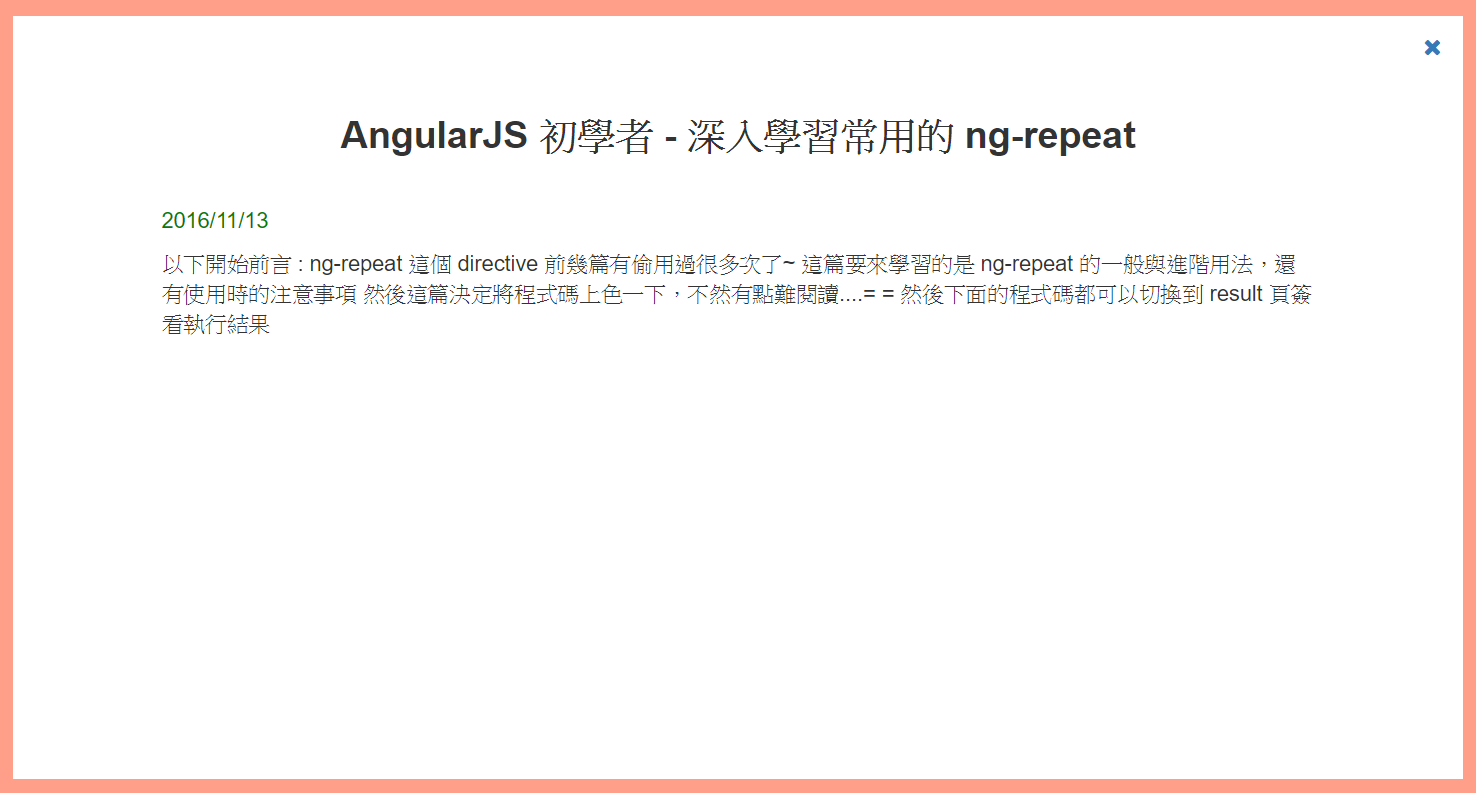 AngularJS 初學者 - 深入學習常用的 ng-repeat
2016/11/13
以下開始前言 : ng-repeat 這個 directive 前幾篇有偷用過很多次了~ 這篇要來學習的是 ng-repeat 的一般與進階用法，還
有使用時的注意事項 然後這篇決定將程式碼上色一下，不然有點難閱讀....= = 然後下面的程式碼都可以切換到 result 頁簽
看執行結果